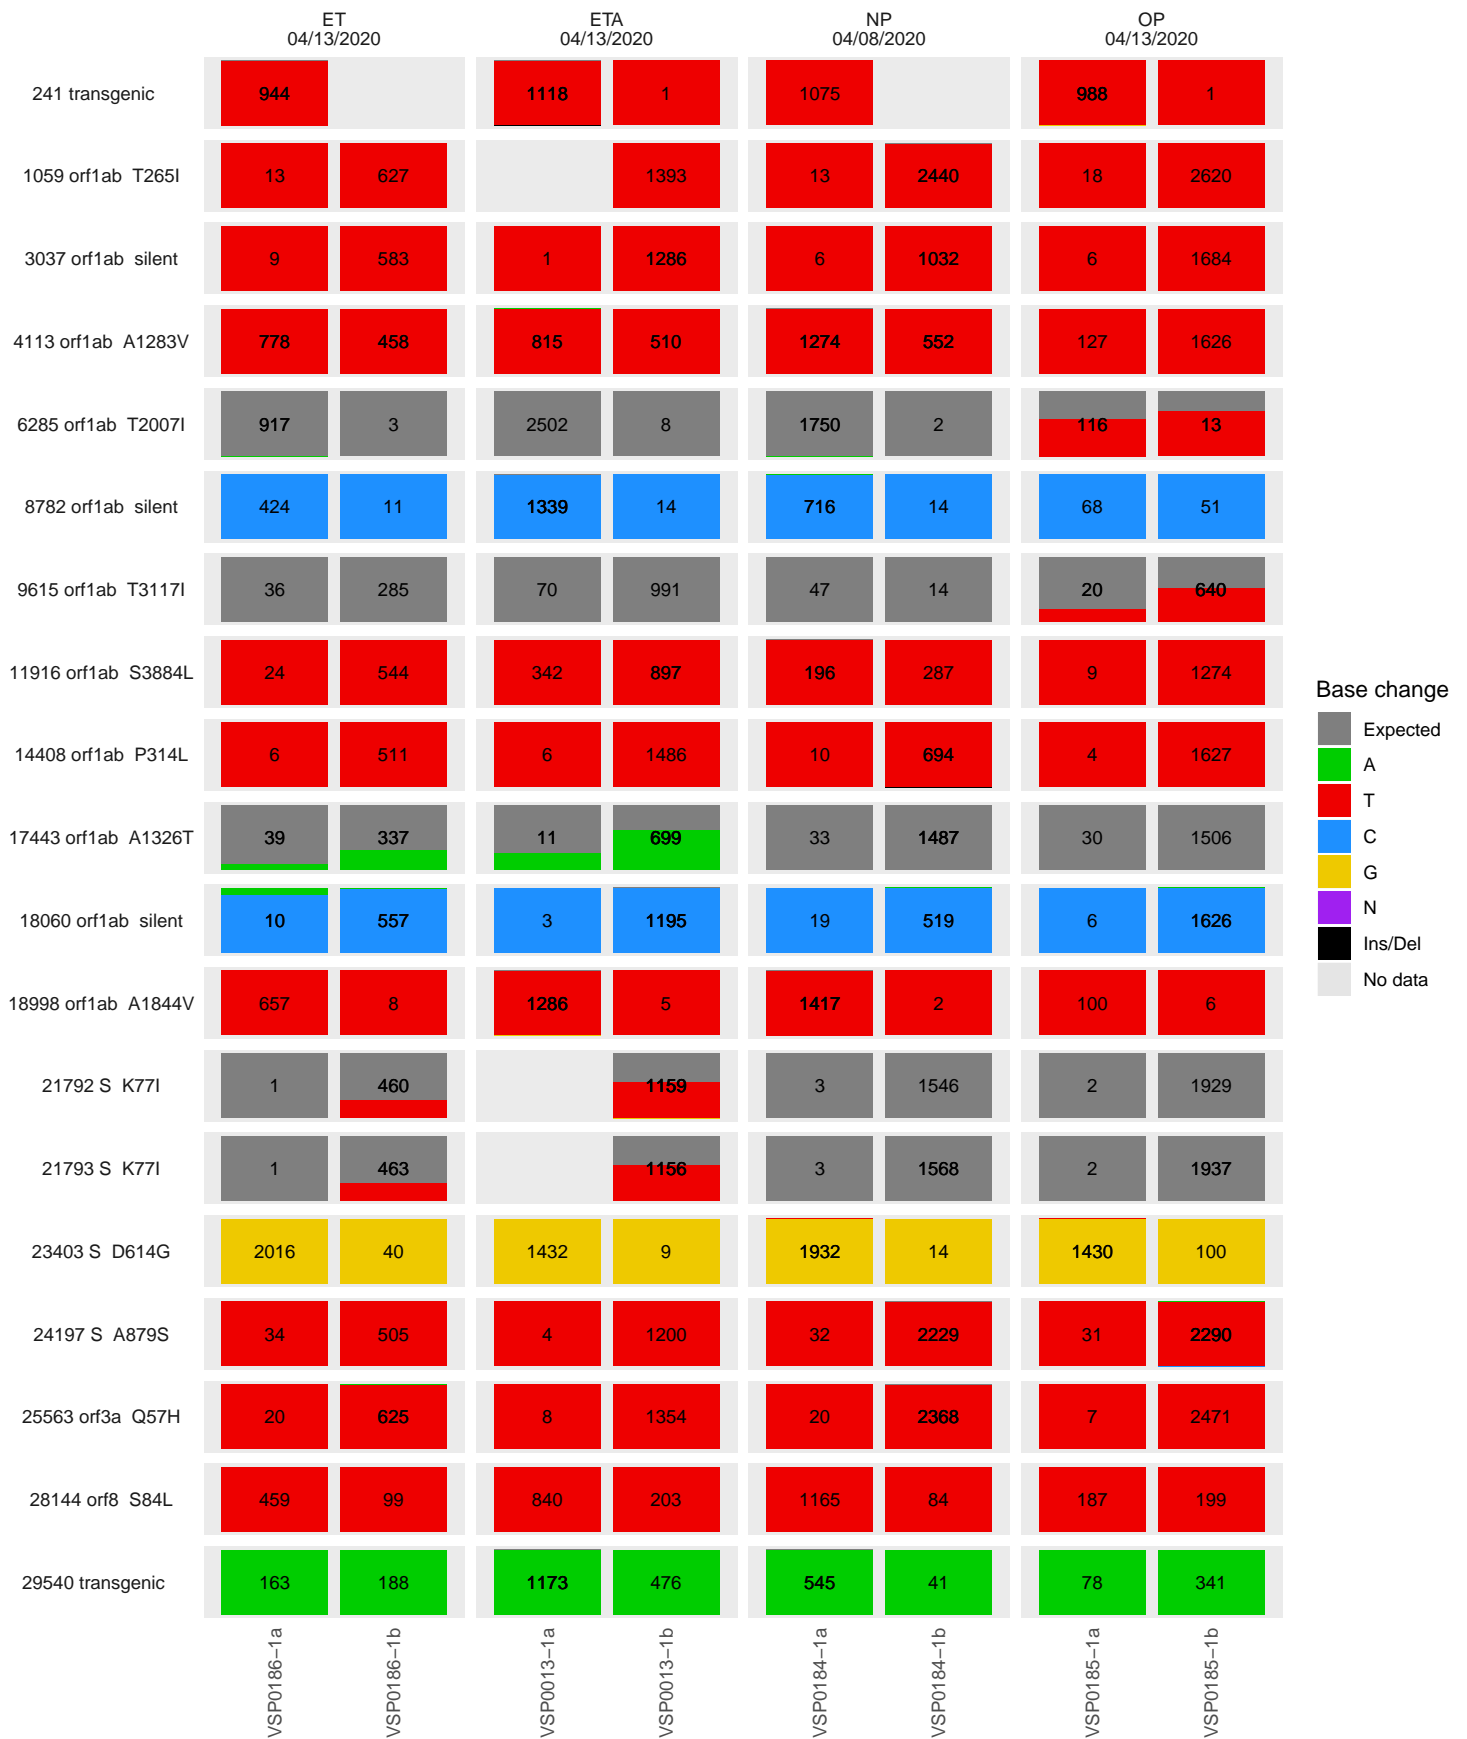 ET ETA NP OP
04/13/2020 04/13/2020 04/08/2020 04/13/2020
241 transgenic 944 1118 1 1075 988 1
1059 orf1ab T265I 13 627 1393 13 2440 18 2620
3037 orf1ab silent 9 583 1 1286 6 1032 6 1684
4113 orf1ab A1283V 778 458 815 510 1274 552 127 1626
6285 orf1ab T2007I 917 3 2502 8 1750 2 116 13
8782 orf1ab silent 424 11 1339 14 716 14 68 51
9615 orf1ab T3117I 36 285 70 991 47 14 20 640
11916 orf1ab S3884L 24 544 342 897 196 287 9 1274
14408 orf1ab P314L 6 511 6 1486 10 694 4 1627
17443 orf1ab A1326T 39 337 11 699 33 1487 30 1506
18060 orf1ab silent 10 557 3 1195 19 519 6 1626
18998 orf1ab A1844V 657 8 1286 5 1417 2 100 6
21792 S K77I 1 460 1159 3 1546 2 1929
21793 S K77I 1 463 1156 3 1568 2 1937
23403 S D614G 2016 40 1432 9 1932 14 1430 100
24197 S A879S 34 505 4 1200 32 2229 31 2290
25563 orf3a Q57H 20 625 8 1354 20 2368 7 2471
28144 orf8 S84L 459 99 840 203 1165 84 187 199
29540 transgenic 163 188 1173 476 545 41 78 341
VSP0186−1a VSP0186−1b VSP0013−1a VSP0013−1b VSP0184−1a VSP0184−1b VSP0185−1a VSP0185−1b
Base change
Expected
A
T
C
G
N
Ins/Del
No data